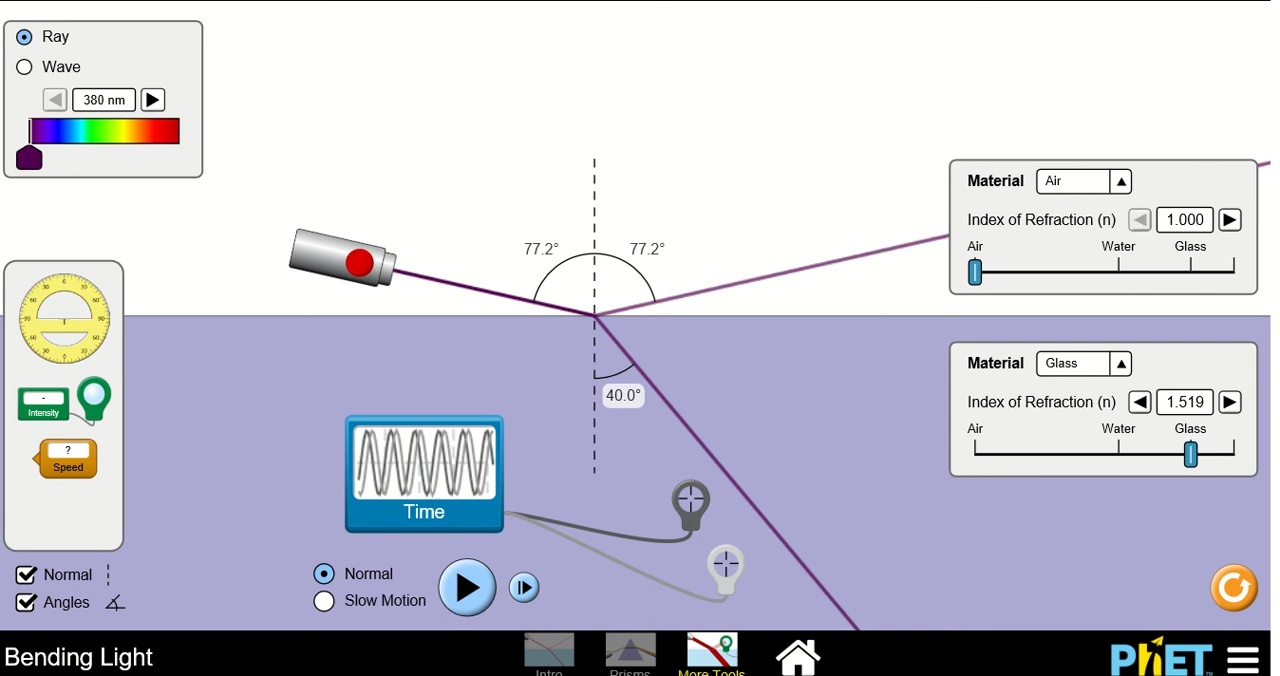 Ray
Wave
380 nm
77.2°
77.2°
40.0°
Material Air
Index of Refraction (n) 1.000
Air Water Glass
Material Glass
Index of Refraction (n) 1.519
Air Water Glass
-
Intensity
?
Speed
Time
Normal
Angles
Normal
Slow Motion
Bending Light
Intro
Prisms
More Tools
PhET